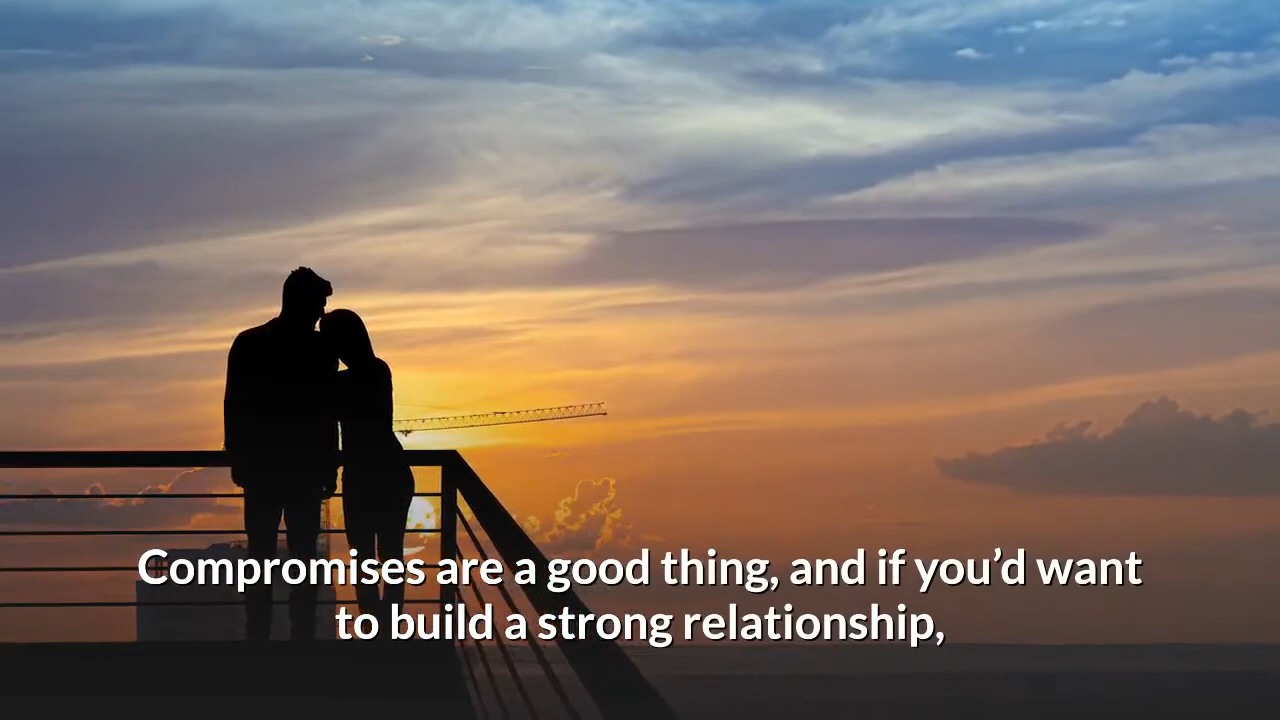 Compromises are a good thing, and if you’d want
to build a strong relationship,